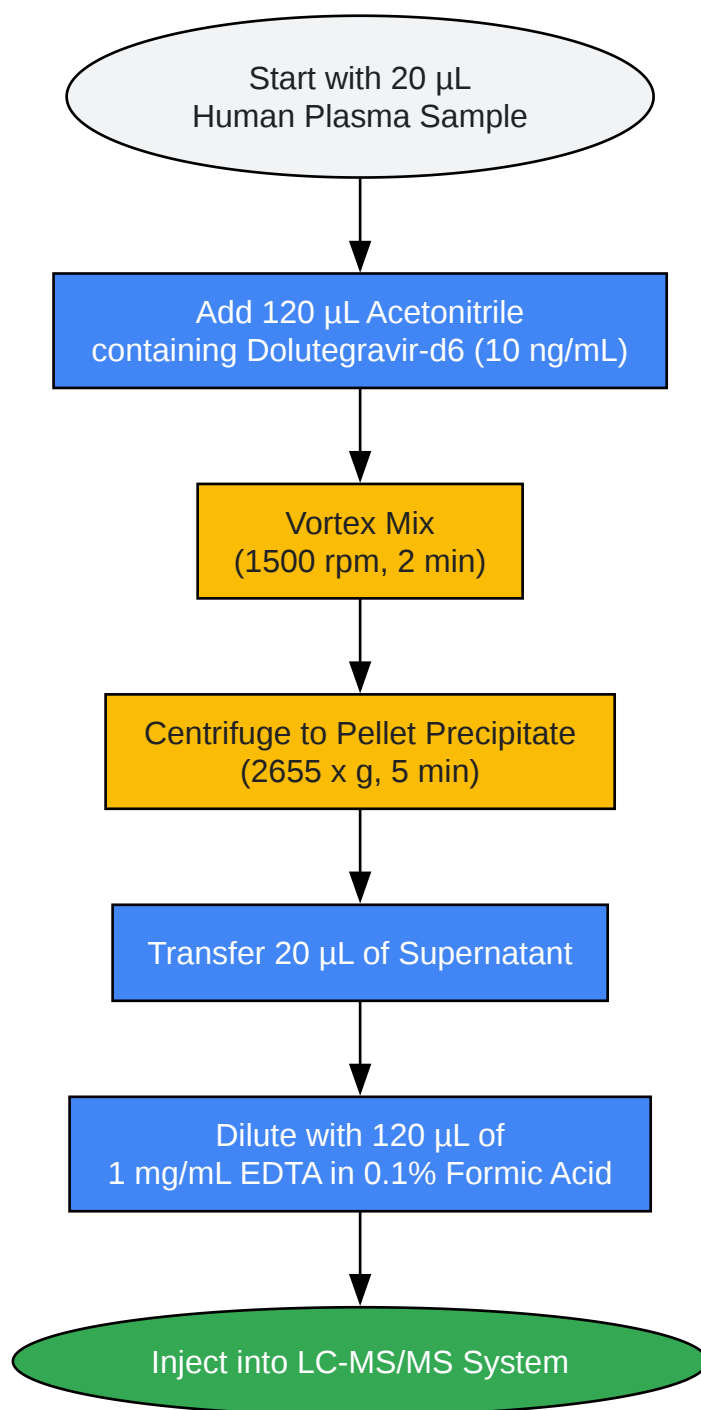 Start with 20 µL
Human Plasma Sample
Add 120 µL Acetonitrile
containing Dolutegravir-d6 (10 ng/mL)
Vortex Mix
(1500 rpm, 2 min)
Centrifuge to Pellet Precipitate
(2655 x g, 5 min)
Transfer 20 µL of Supernatant
Dilute with 120 µL of
1 mg/mL EDTA in 0.1% Formic Acid
Inject into LC-MS/MS System